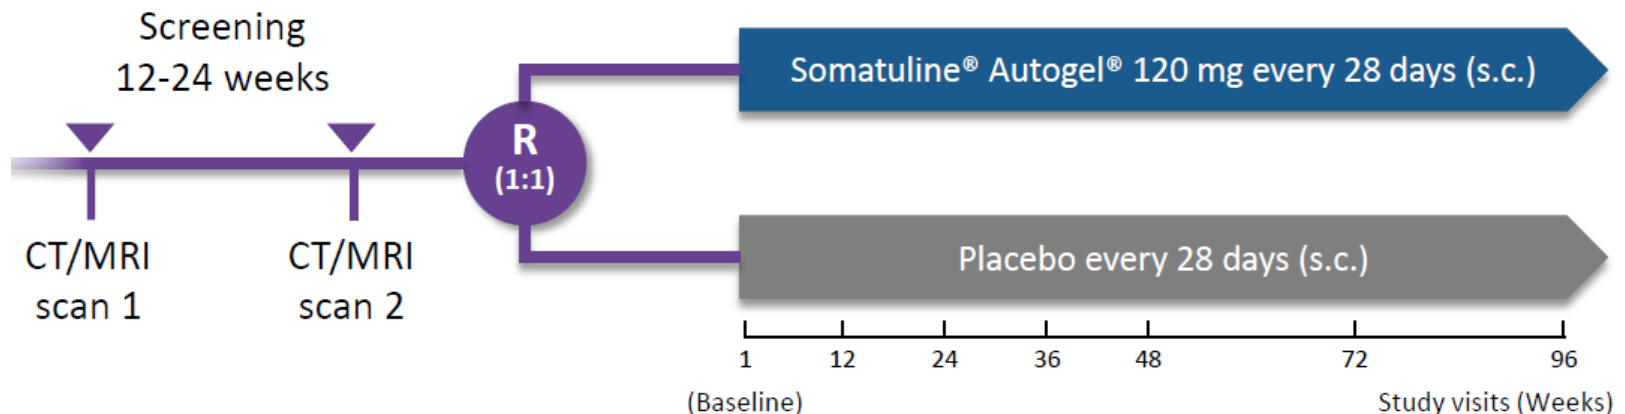 Screening
12-24 weeks
CT/MRI
scan 1
CT/MRI
scan 2
R
(1:1)
Somatuline® Autogel® 120 mg every 28 days (s.c.)
Placebo every 28 days (s.c.)
1 12 24 36 48 72 96
(Baseline) Study visits (Weeks)